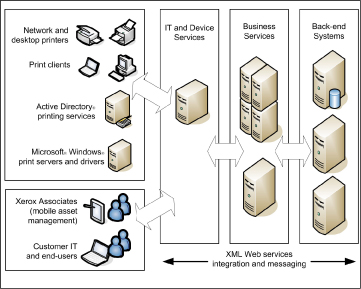 Network and
desktop printers
Print clients
Active Directory®
printing services
Microsoft® Windows®
print servers and drivers
Xerox Associates
(mobile asset
management)
Customer IT
and end-users
IT and Device
Services
Business
Services
Back-end
Systems
XML Web services
integration and messaging